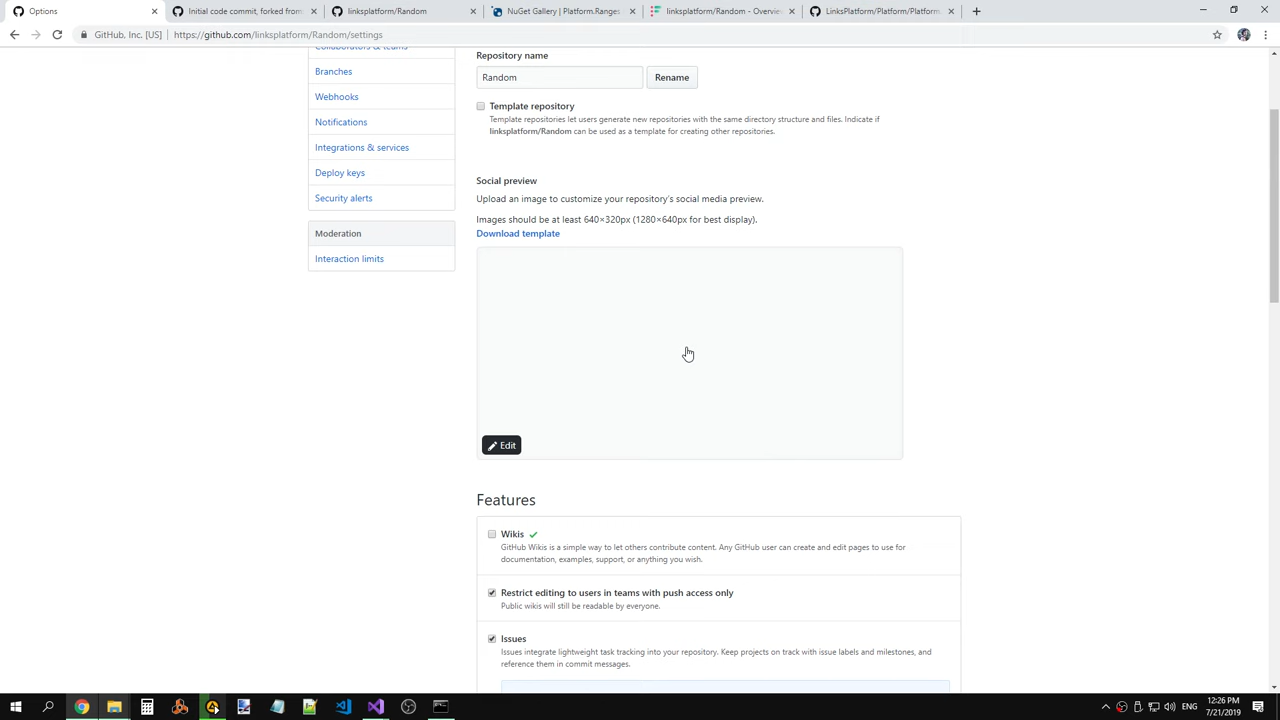 Options
Initial code commit, forked from
linksplatform/Random
NuGet Gallery | Platform.Ranges
linksplatform/Random - Overview
LinksPlatform/Platform.
GitHub, Inc. [US] | https://github.com/linksplatform/Random/settings
Collaborators & teams
Branches
Webhooks
Notifications
Integrations & services
Deploy keys
Security alerts
Moderation
Interaction limits
Repository name
Random
Rename
Template repository
Template repositories let users generate new repositories with the same directory structure and files. Indicate if
linksplatform/Random can be used as a template for creating other repositories.
Social preview
Upload an image to customize your repository's social media preview.
Images should be at least 640×320px (1280×640px for best display).
Download template
Edit
Features
Wikis
GitHub Wikis is a simple way to let others contribute content. Any GitHub user can create and edit pages to use for
documentation, examples, support, or anything you wish.
Restrict editing to users in teams with push access only
Public wikis will still be readable by everyone.
Issues
Issues integrate lightweight task tracking into your repository. Keep projects on track with issue labels and milestones, and
reference them in commit messages.
ENG
12:26 PM
7/21/2019